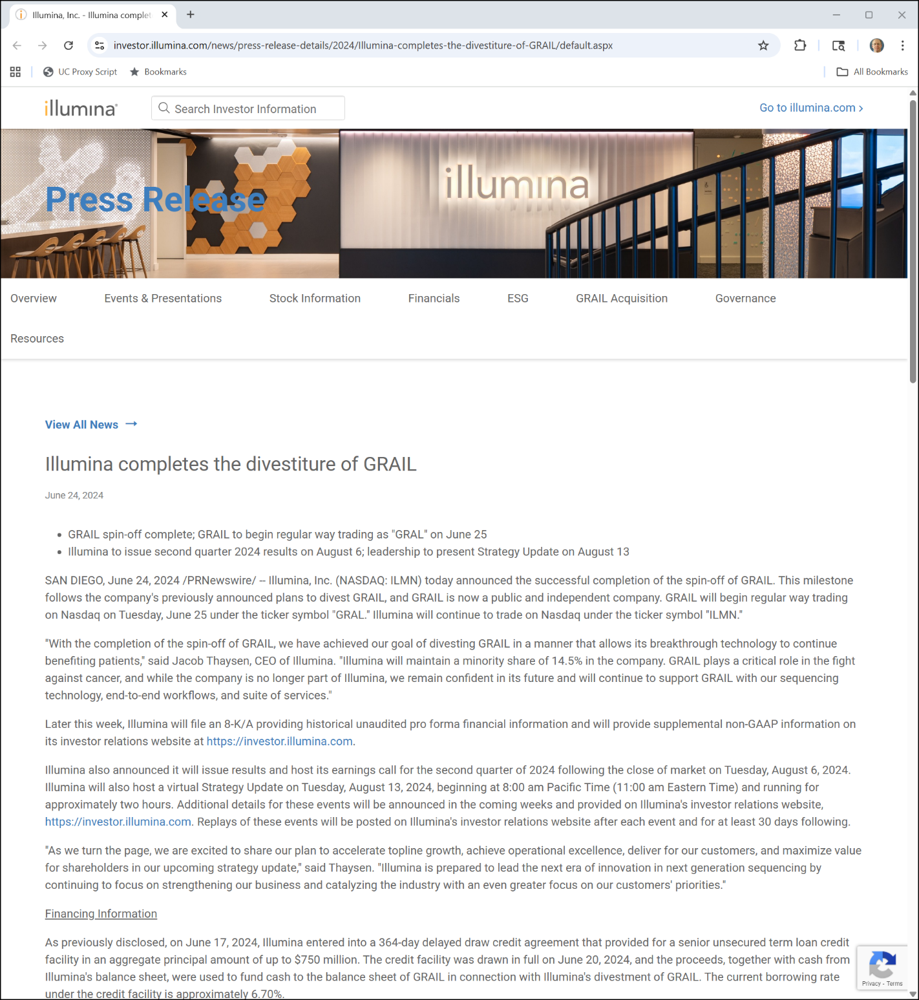 Illumina, Inc. - Illumina complet
investor.illumina.com/news/press-release-details/2024/Illumina-completes-the-divestiture-of-GRAIL/default.aspx
UC Proxy Script
Bookmarks
All Bookmarks
illumina®
Search Investor Information
Go to illumina.com ›
illumina
Press Release
Overview
Events & Presentations
Stock Information
Financials
ESG
GRAIL Acquisition
Governance
Resources
View All News →
Illumina completes the divestiture of GRAIL
June 24, 2024
• GRAIL spin-off complete; GRAIL to begin regular way trading as "GRAL" on June 25
• Illumina to issue second quarter 2024 results on August 6; leadership to present Strategy Update on August 13
SAN DIEGO, June 24, 2024 /PRNewswire/ -- Illumina, Inc. (NASDAQ: ILMN) today announced the successful completion of the spin-off of GRAIL. This milestone
follows the company's previously announced plans to divest GRAIL, and GRAIL is now a public and independent company. GRAIL will begin regular way trading
on Nasdaq on Tuesday, June 25 under the ticker symbol "GRAL." Illumina will continue to trade on Nasdaq under the ticker symbol "ILMN."
"With the completion of the spin-off of GRAIL, we have achieved our goal of divesting GRAIL in a manner that allows its breakthrough technology to continue
benefiting patients," said Jacob Thaysen, CEO of Illumina. "Illumina will maintain a minority share of 14.5% in the company. GRAIL plays a critical role in the fight
against cancer, and while the company is no longer part of Illumina, we remain confident in its future and will continue to support GRAIL with our sequencing
technology, end-to-end workflows, and suite of services."
Later this week, Illumina will file an 8-K/A providing historical unaudited pro forma financial information and will provide supplemental non-GAAP information on
its investor relations website at https://investor.illumina.com.
Illumina also announced it will issue results and host its earnings call for the second quarter of 2024 following the close of market on Tuesday, August 6, 2024.
Illumina will also host a virtual Strategy Update on Tuesday, August 13, 2024, beginning at 8:00 am Pacific Time (11:00 am Eastern Time) and running for
approximately two hours. Additional details for these events will be announced in the coming weeks and provided on Illumina's investor relations website,
https://investor.illumina.com. Replays of these events will be posted on Illumina's investor relations website after each event and for at least 30 days following.
"As we turn the page, we are excited to share our plan to accelerate topline growth, achieve operational excellence, deliver for our customers, and maximize value
for shareholders in our upcoming strategy update," said Thaysen. "Illumina is prepared to lead the next era of innovation in next generation sequencing by
continuing to focus on strengthening our business and catalyzing the industry with an even greater focus on our customers' priorities."
Financing Information
As previously disclosed, on June 17, 2024, Illumina entered into a 364-day delayed draw credit agreement that provided for a senior unsecured term loan credit
facility in an aggregate principal amount of up to $750 million. The credit facility was drawn in full on June 20, 2024, and the proceeds, together with cash from
Illumina's balance sheet, were used to fund cash to the balance sheet of GRAIL in connection with Illumina's divestment of GRAIL. The current borrowing rate
under the credit facility is approximately 6.70%.
Privacy - Terms